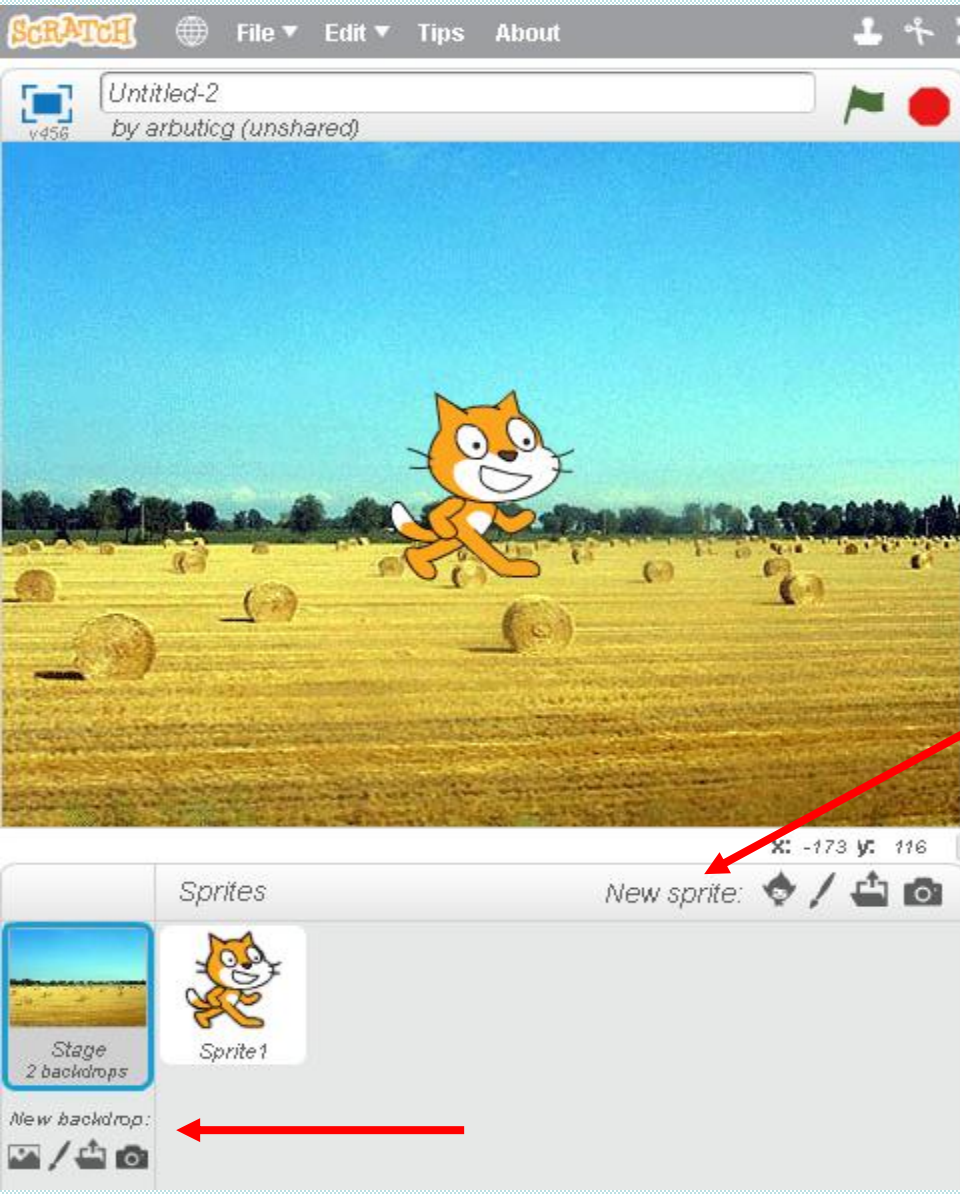 SCRATCH File Edit Tips About
Untitled-2
v456 by arbuticg (unshared)
x: -173 y: 116
Sprites New sprite:
Stage
2 backdrops
Sprite1
New backdrop: